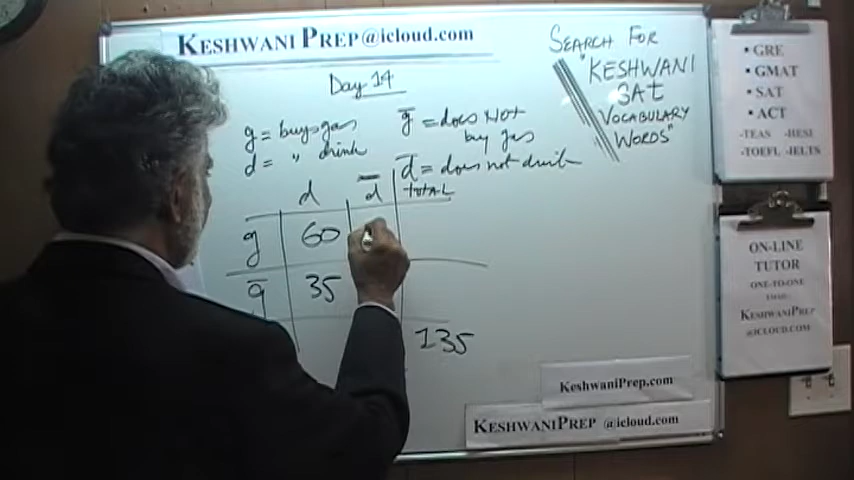 KESHWANI PREP@icloud.com
Day 14
g = buys gas
d = " drink
g̅ = does Not
buy gas
d̅ = does not drink
d d̅ TOTAL
g 60
g̅ 35
135
SEARCH FOR
"KESHWANI
SAT
VOCABULARY
WORDS"
• GRE
• GMAT
• SAT
• ACT
-TEAS -HESI
-TOEFL -IELTS
ON-LINE
TUTOR
ONE-TO-ONE
KESHWANIPREP
@ICLOUD.COM
KESHWANIPREP.COM
KESHWANIPREP @icloud.com